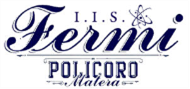 I.I.S.
Fermi
POLICORO
Matera